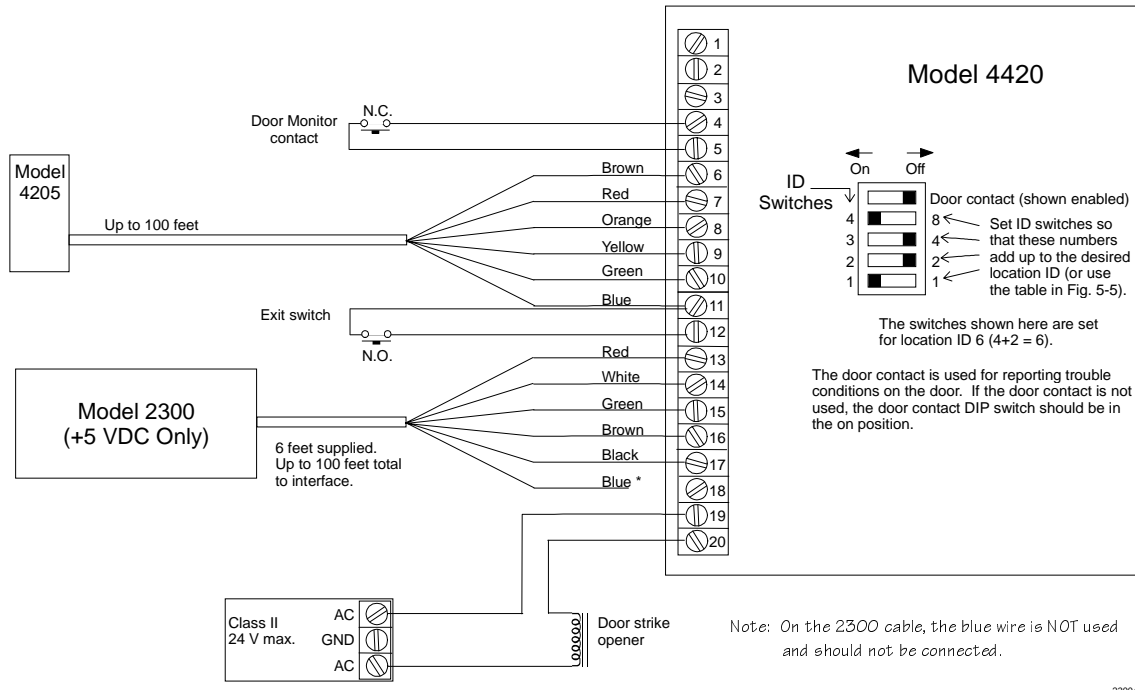 Model 4420
1
2
3
4
5
6
7
8
9
10
11
12
13
14
15
16
17
18
19
20
Door Monitor
contact
N.C.
Model
4205
Up to 100 feet
Brown
Red
Orange
Yellow
Green
Blue
Exit switch
N.O.
Model 2300
(+5 VDC Only)
6 feet supplied.
Up to 100 feet total
to interface.
Red
White
Green
Brown
Black
Blue *
Class II
24 V max.
AC
GND
AC
Door strike
opener
On Off
ID
Switches
Door contact (shown enabled)
4 8
3 4
2 2
1 1
Set ID switches so
that these numbers
add up to the desired
location ID (or use
the table in Fig. 5-5).
The switches shown here are set
for location ID 6 (4+2 = 6).
The door contact is used for reporting trouble
conditions on the door. If the door contact is not
used, the door contact DIP switch should be in
the on position.
Note: On the 2300 cable, the blue wire is NOT used
and should not be connected.